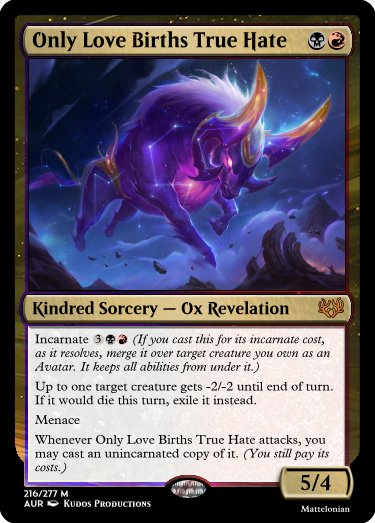 Only Love Births True Hate
Kindred Sorcery — Ox Revelation
Incarnate 3 (If you cast this for its incarnate cost,
as it resolves, merge it over target creature you own as an
Avatar. It keeps all abilities from under it.)
Up to one target creature gets -2/-2 until end of turn.
If it would die this turn, exile it instead.
Menace
Whenever Only Love Births True Hate attacks, you
may cast an unincarnated copy of it. (You still pay its
costs.)
5/4
216/277 M
AUR Kudos Productions
Mattelonian